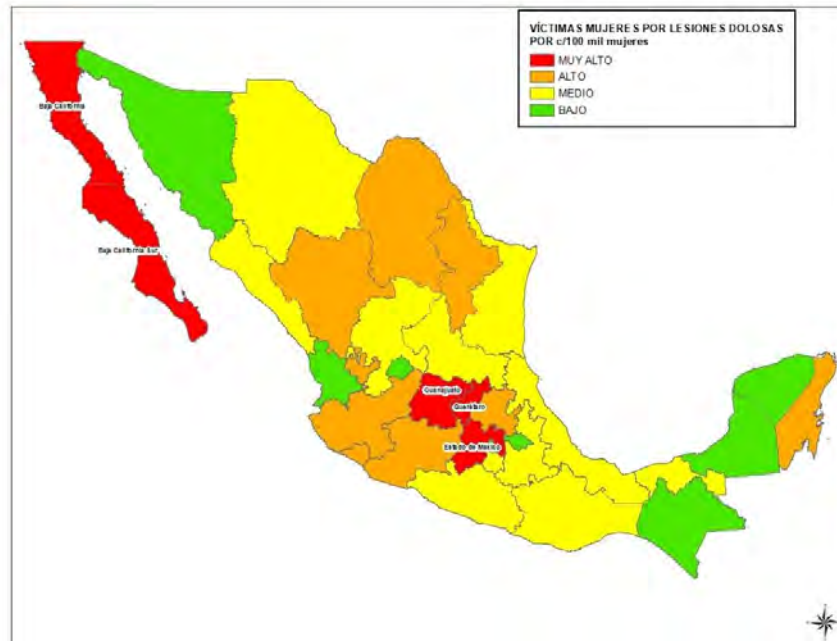 VÍCTIMAS MUJERES POR LESIONES DOLOSAS
POR c/100 mil mujeres
MUY ALTO
ALTO
MEDIO
BAJO
Baja California
Baja California Sur
Guanajuato
Querétaro
Estado de México